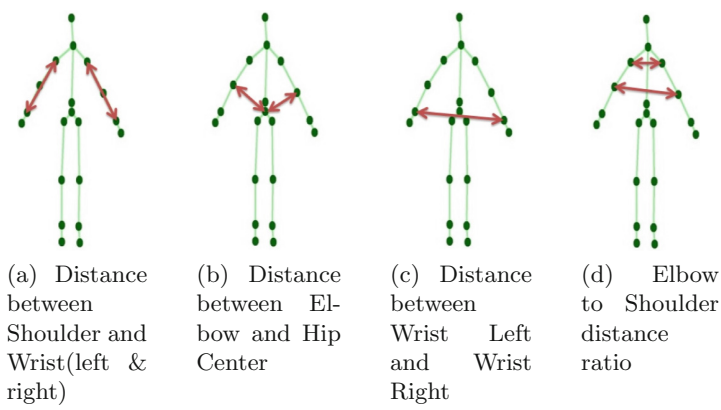 (a) Distance
between
Shoulder and
Wrist(left &
right)
(b) Distance
between El-
bow and Hip
Center
(c) Distance
between
Wrist Left
and Wrist
Right
(d) Elbow
to Shoulder
distance
ratio